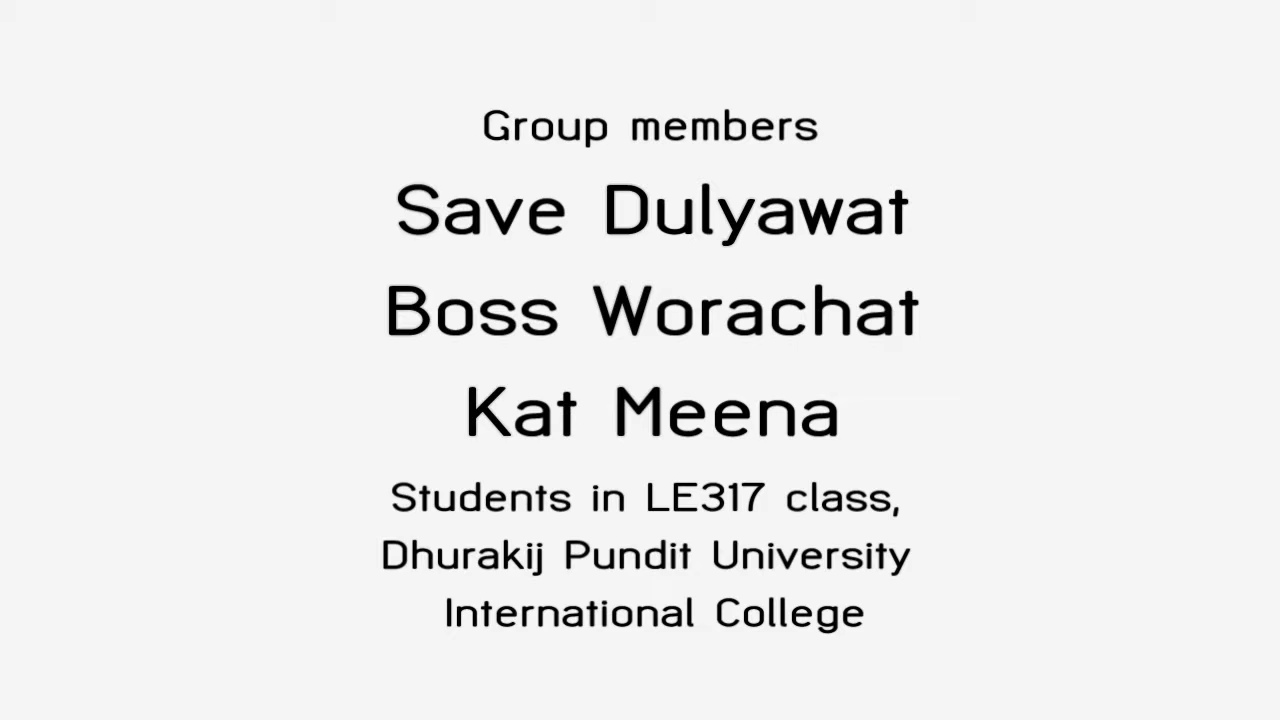 Group members
Save Dulyawat
Boss Worachat
Kat Meena
Students in LE317 class,
Dhurakij Pundit University
International College